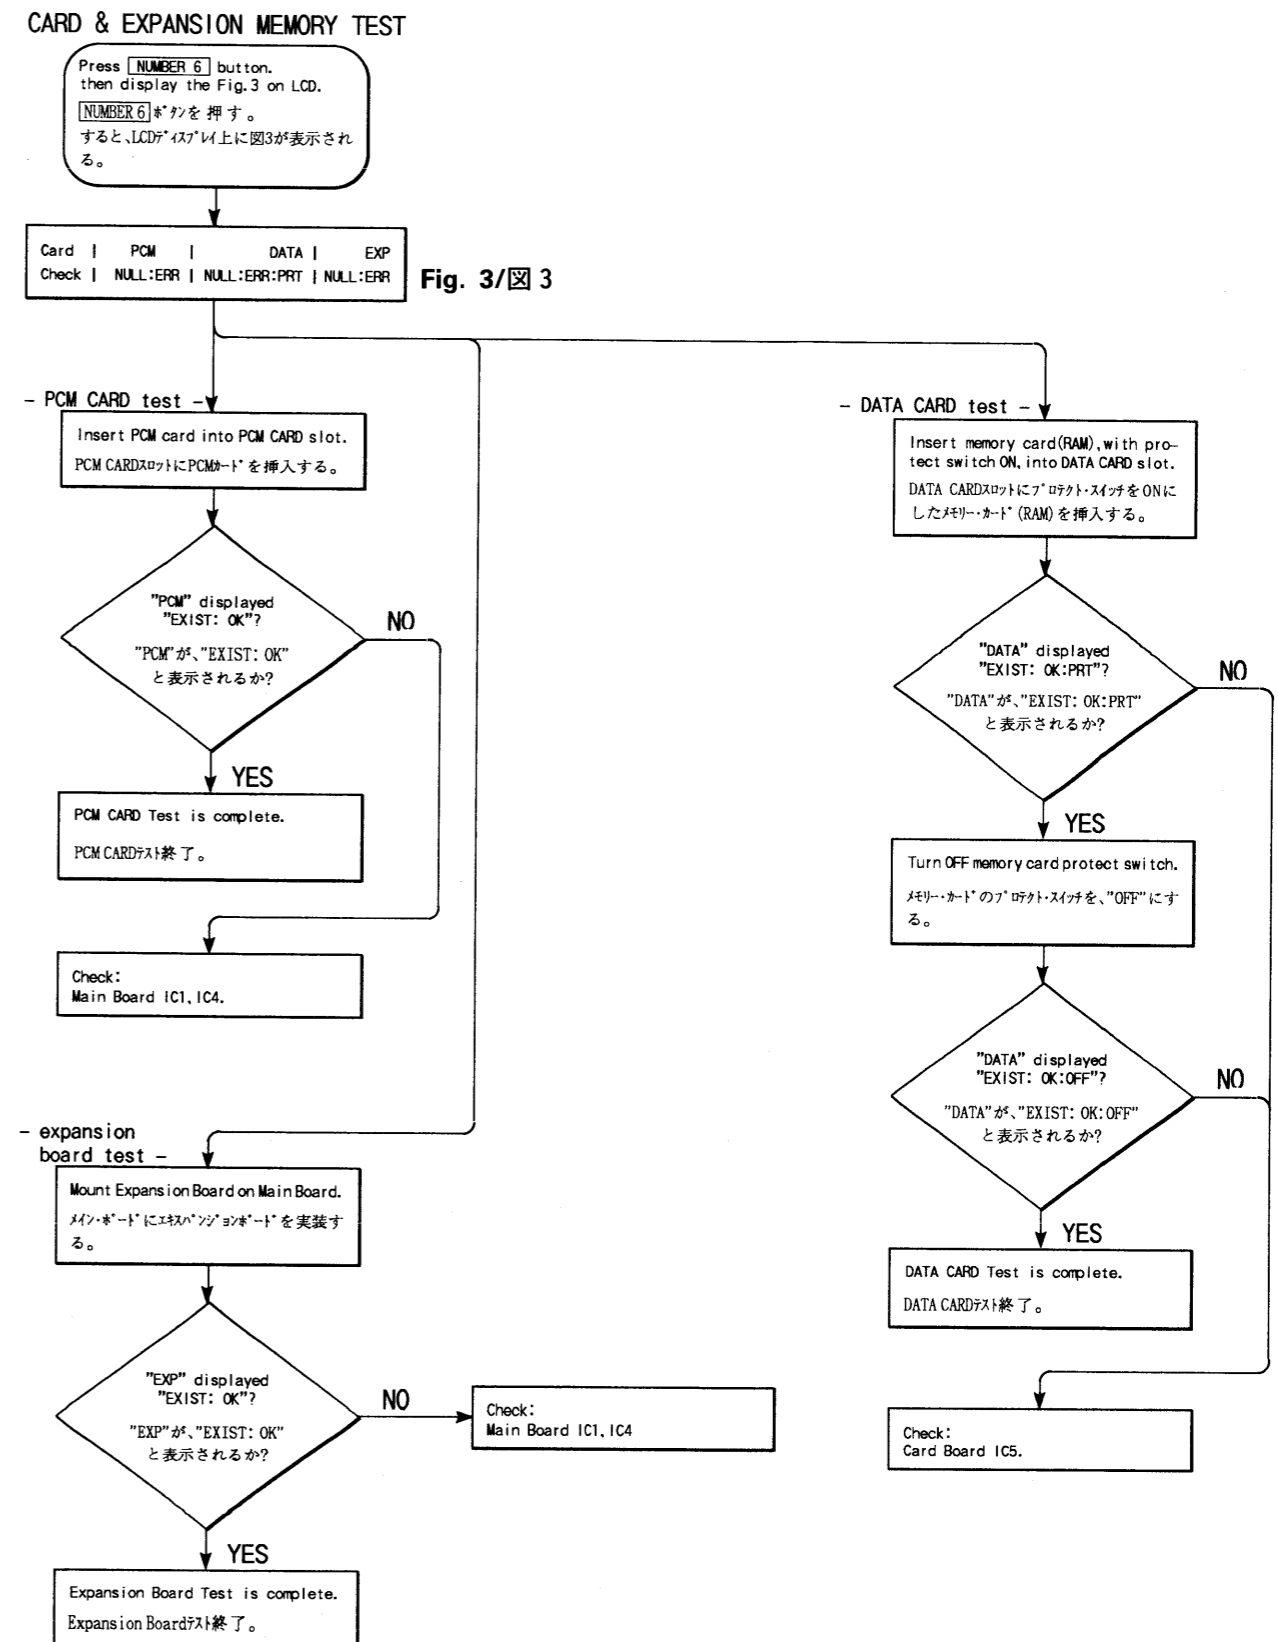 CARD & EXPANSION MEMORY TEST
Press NUMBER 6 button.
then display the Fig.3 on LCD.
NUMBER 6 ﾎﾞﾀﾝを押す。
すると、LCDﾃﾞｨｽﾌﾟﾚｲ上に図3が表示され
る。
Card | PCM | DATA | EXP
Check | NULL:ERR | NULL:ERR:PRT | NULL:ERR
Fig. 3/図 3
- PCM CARD test -
Insert PCM card into PCM CARD slot.
PCM CARDｽﾛｯﾄにPCMｶｰﾄﾞを挿入する。
"PCM" displayed
"EXIST: OK"?
"PCM"が、"EXIST: OK"
と表示されるか?
NO
YES
PCM CARD Test is complete.
PCM CARDﾃｽﾄ終了。
Check:
Main Board IC1, IC4.
- expansion
board test -
Mount Expansion Board on Main Board.
ﾒｲﾝ･ﾎﾞｰﾄﾞにｴｷｽﾊﾟﾝｼﾞｮﾝﾎﾞｰﾄﾞを実装す
る。
"EXP" displayed
"EXIST: OK"?
"EXP"が、"EXIST: OK"
と表示されるか?
NO
Check:
Main Board IC1, IC4
YES
Expansion Board Test is complete.
Expansion Boardﾃｽﾄ終了。
- DATA CARD test -
Insert memory card(RAM), with pro-
tect switch ON, into DATA CARD slot.
DATA CARDｽﾛｯﾄにﾌﾟﾛﾃｸﾄ･ｽｲｯﾁをONに
したﾒﾓﾘｰ･ｶｰﾄﾞ(RAM)を挿入する。
"DATA" displayed
"EXIST: OK:PRT"?
"DATA"が、"EXIST: OK:PRT"
と表示されるか?
NO
YES
Turn OFF memory card protect switch.
ﾒﾓﾘｰ･ｶｰﾄﾞのﾌﾟﾛﾃｸﾄ･ｽｲｯﾁを、"OFF"にす
る。
"DATA" displayed
"EXIST: OK:OFF"?
"DATA"が、"EXIST: OK:OFF"
と表示されるか?
NO
YES
DATA CARD Test is complete.
DATA CARDﾃｽﾄ終了。
Check:
Card Board IC5.